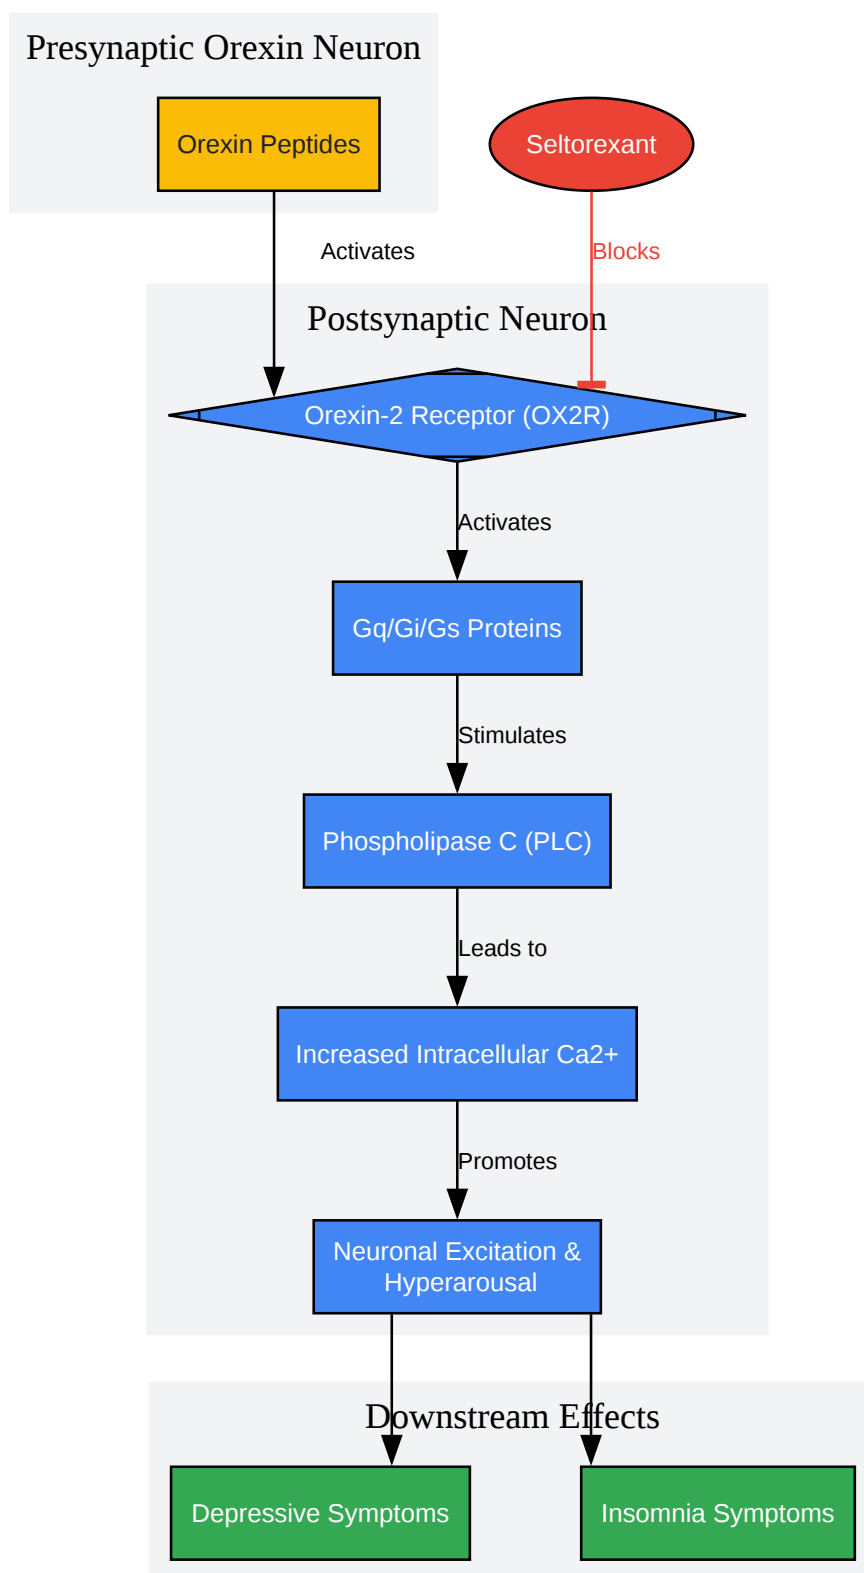 Presynaptic Orexin Neuron
Orexin Peptides
Seltorexant
Activates
Blocks
Postsynaptic Neuron
Orexin-2 Receptor (OX2R)
Activates
Gq/Gi/Gs Proteins
Stimulates
Phospholipase C (PLC)
Leads to
Increased Intracellular Ca2+
Promotes
Neuronal Excitation &
Hyperarousal
Downstream Effects
Depressive Symptoms
Insomnia Symptoms